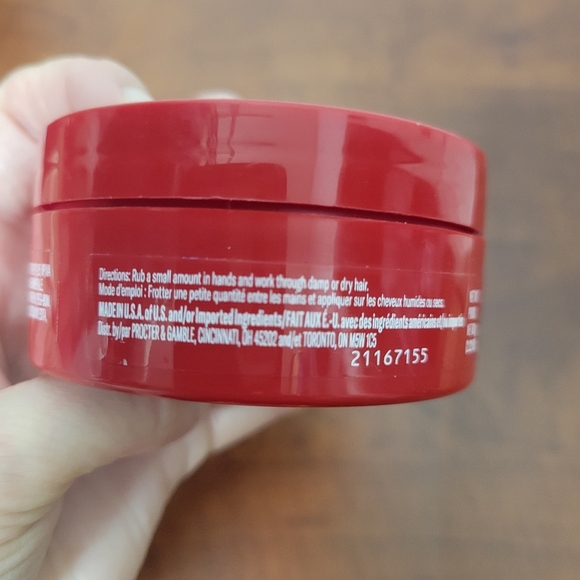 Directions: Rub a small amount in hands and work through damp or dry hair.
Mode d'emploi : Frotter une petite quantité entre les mains et appliquer sur les cheveux humides ou secs.
MADE IN U.S.A. of U.S. and/or imported ingredients/FAIT AUX É.-U. avec des ingrédients américains et/ou importés
Distr. by/par PROCTER & GAMBLE, CINCINNATI, OH 45202 and/et TORONTO, ON M5W 1C5
21167155